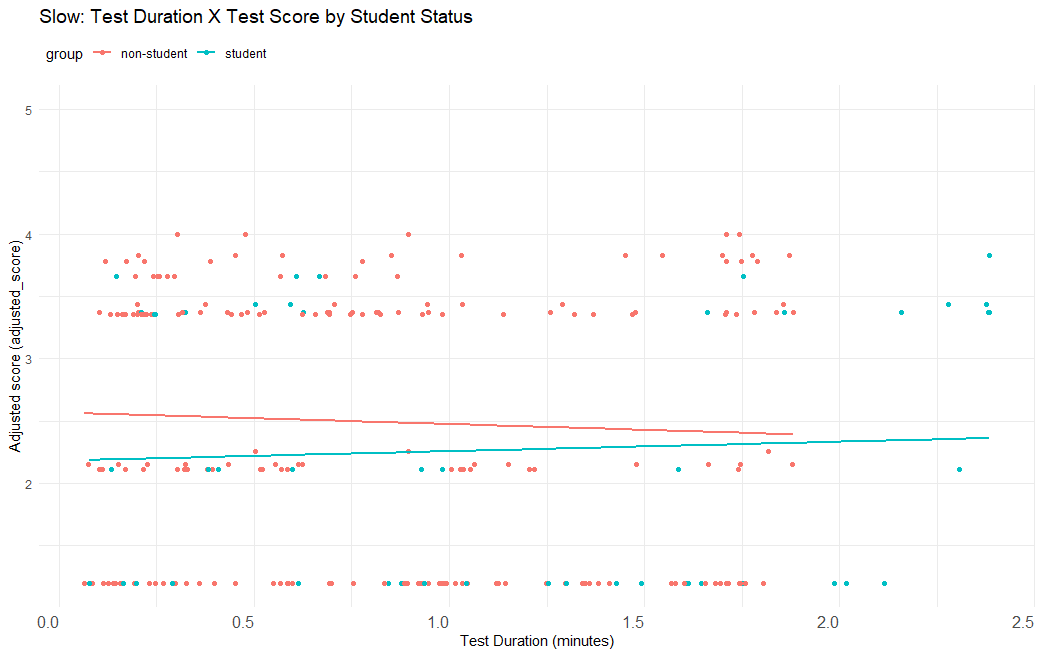 Slow: Test Duration X Test Score by Student Status
group non-student student
5
4
3
2
Adjusted score (adjusted_score)
0.0 0.5 1.0 1.5 2.0 2.5
Test Duration (minutes)